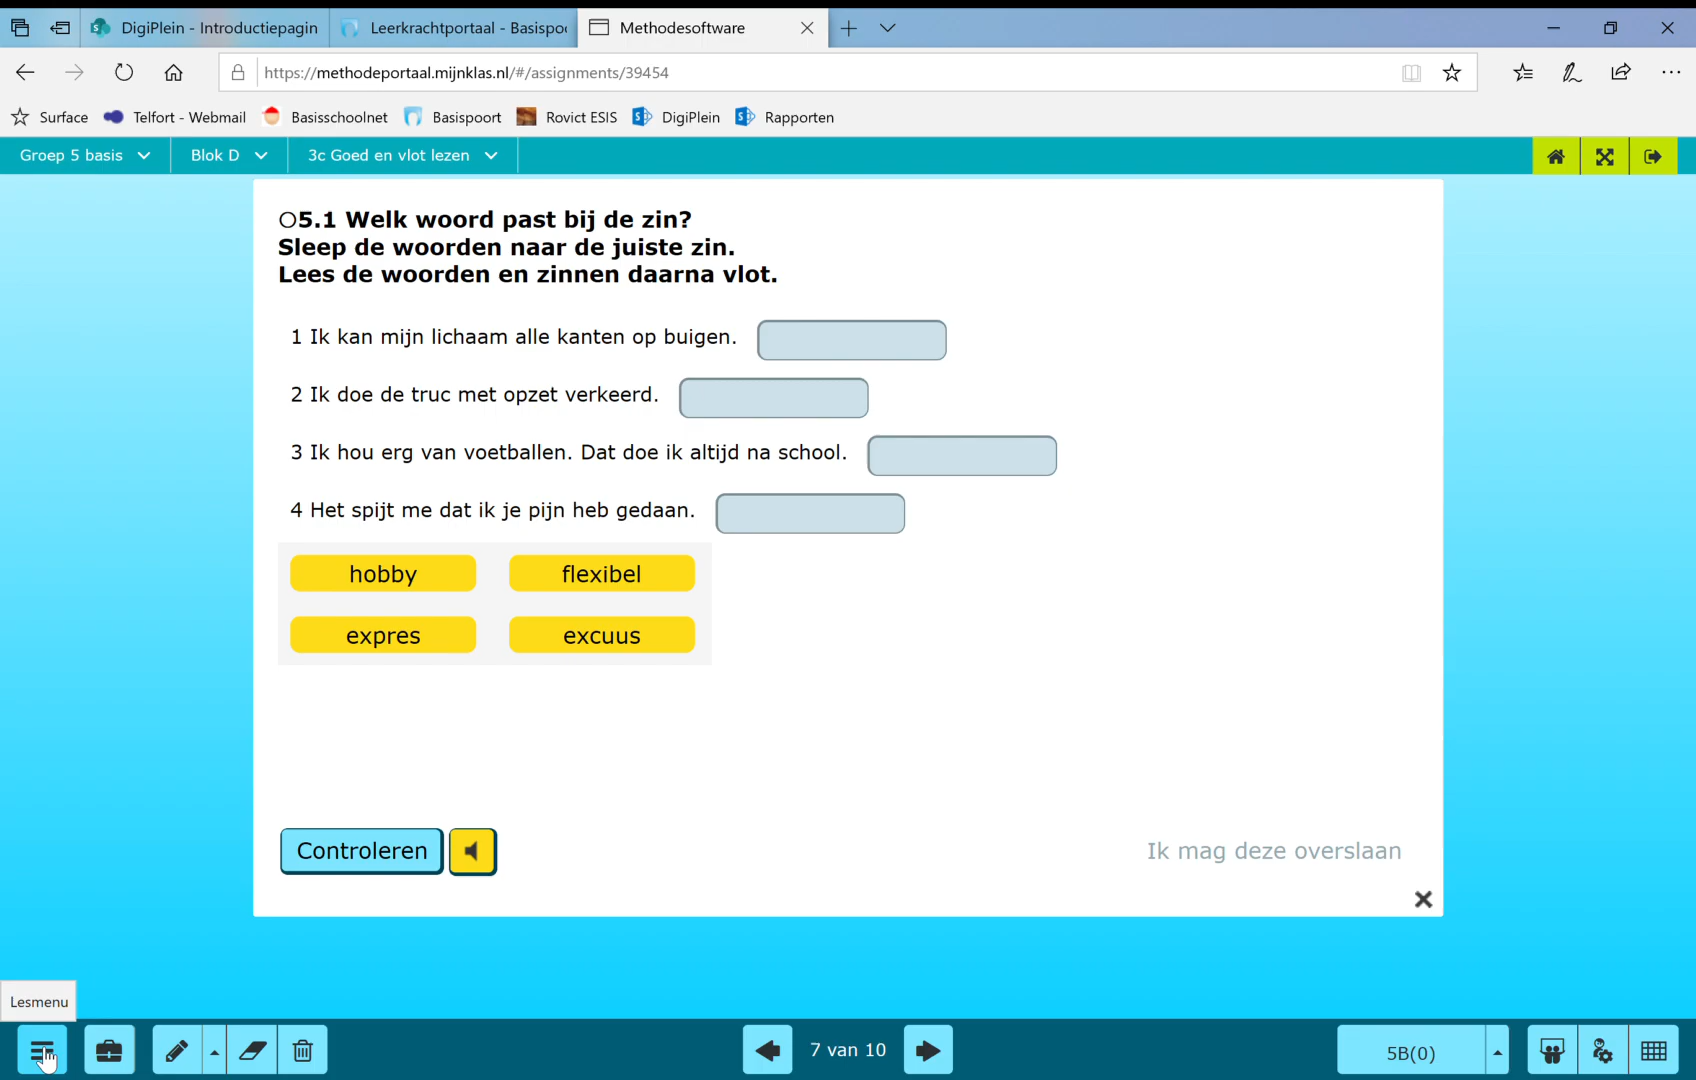 DigiPlein - Introductiepagin
Leerkrachtportaal - Basispo
Methodesoftware
https://methodeportaal.mijnklas.nl/#/assignments/39454
Surface
Telfort - Webmail
Basisschoolnet
Basispoort
Rovict ESIS
DigiPlein
Rapporten
Groep 5 basis
Blok D
3c Goed en vlot lezen
O5.1 Welk woord past bij de zin?
Sleep de woorden naar de juiste zin.
Lees de woorden en zinnen daarna vlot.
1 Ik kan mijn lichaam alle kanten op buigen.
2 Ik doe de truc met opzet verkeerd.
3 Ik hou erg van voetballen. Dat doe ik altijd na school.
4 Het spijt me dat ik je pijn heb gedaan.
hobby flexibel
expres excuus
Controleren
Ik mag deze overslaan
Lesmenu
7 van 10
5B(0)